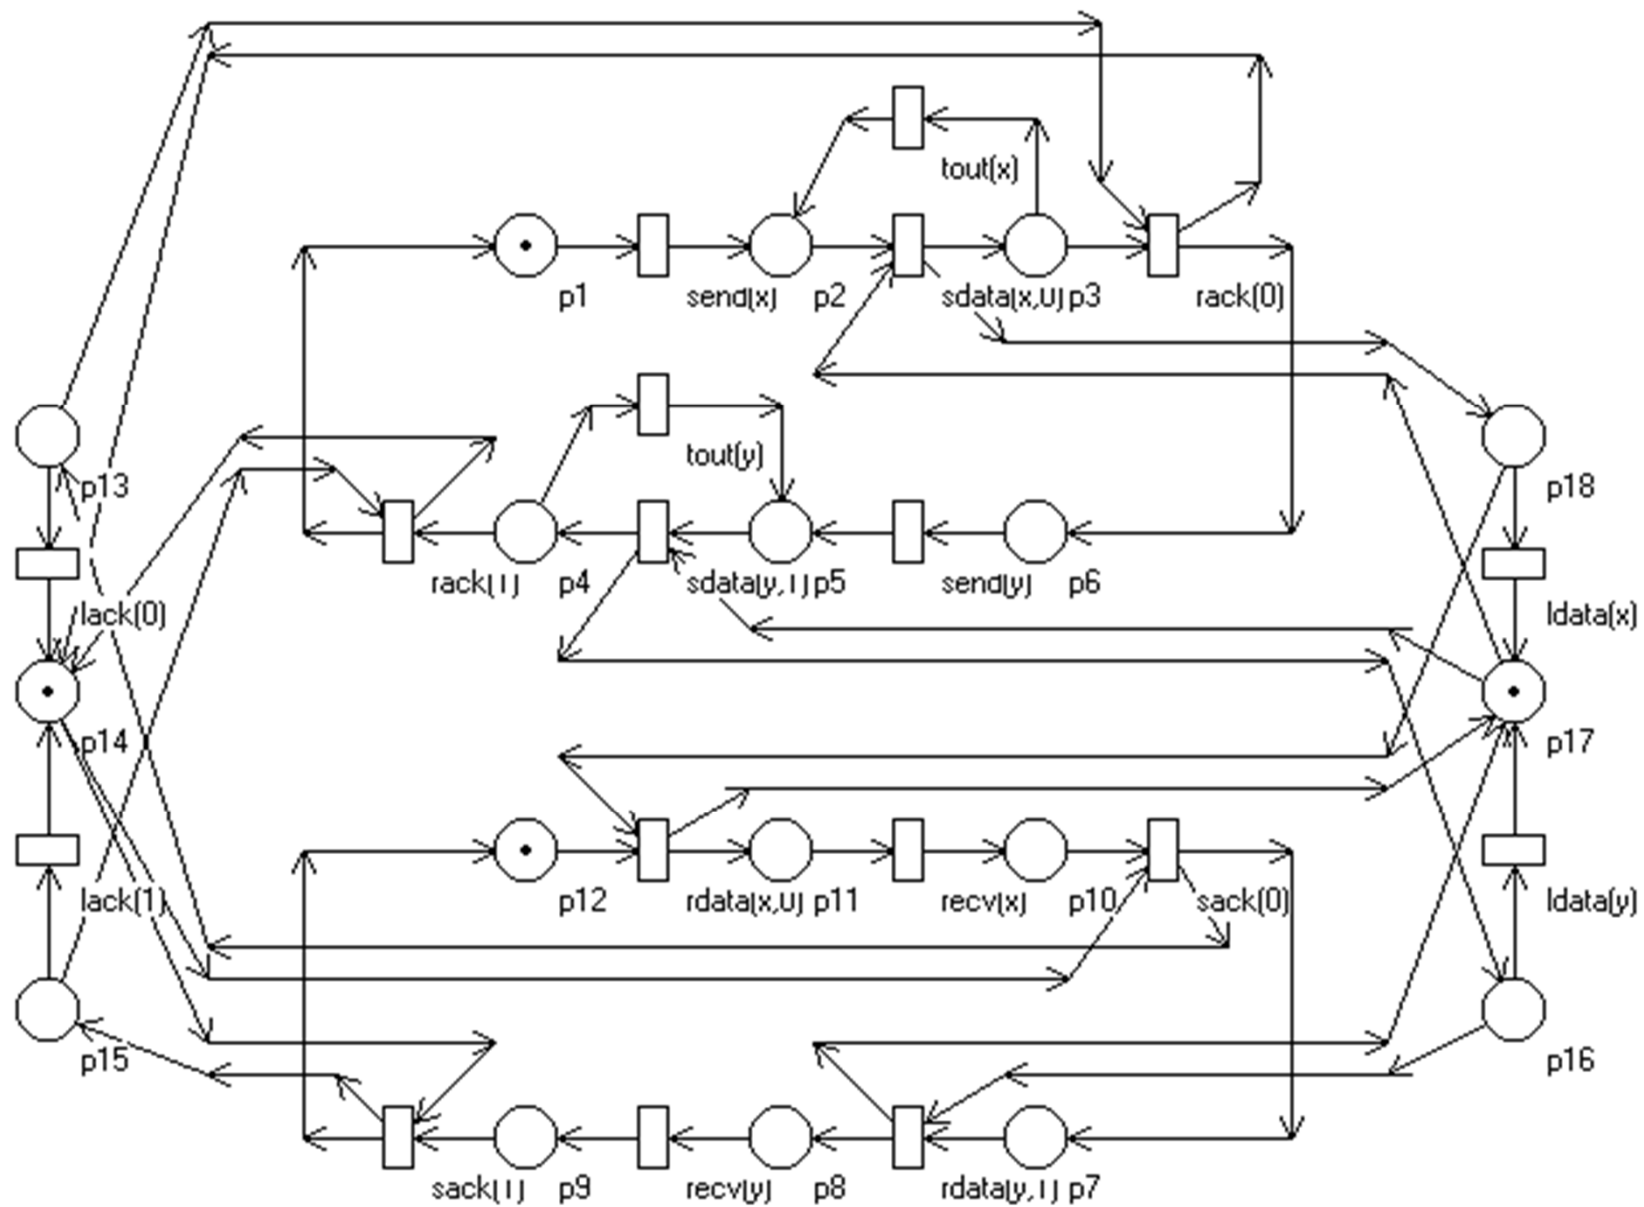 tout(x)
p1 send(x) p2 sdata(x,0) p3 rack(0)
tout(y)
p13 p18
rack(1) p4 sdata(y,1) p5 send(y) p6
lack(0) ldata(x)
p14 p17
p12 rdata(x,0) p11 recv(x) p10 sack(0)
lack(1) ldata(y)
p15 p16
sack(1) p9 recv(y) p8 rdata(y,1) p7